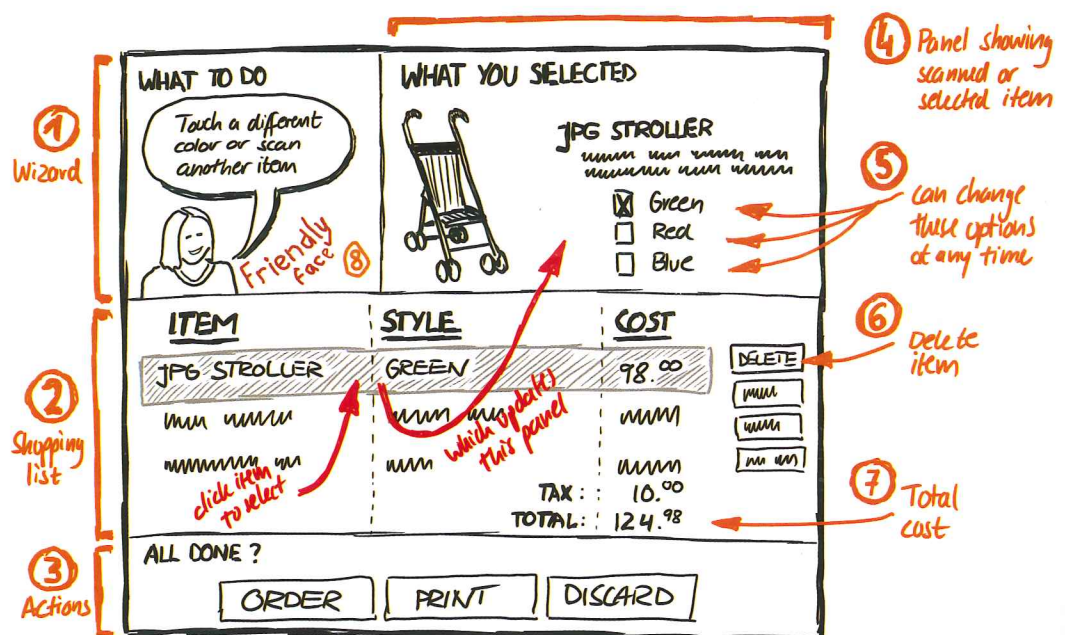 1
Wizard
2
Shopping
list
3
Actions
WHAT TO DO
Touch a different
color or scan
another item
Friendly
face
8
WHAT YOU SELECTED
JPG STROLLER
Green
Red
Blue
4
Panel showing
scanned or
selected item
5
can change
these options
at any time
ITEM
STYLE
COST
JPG STROLLER
GREEN
98.00
DELETE
click item
to select
which updates
this panel
TAX :
10.00
TOTAL:
124.98
6
Delete
item
7
Total
cost
ALL DONE ?
ORDER
PRINT
DISCARD